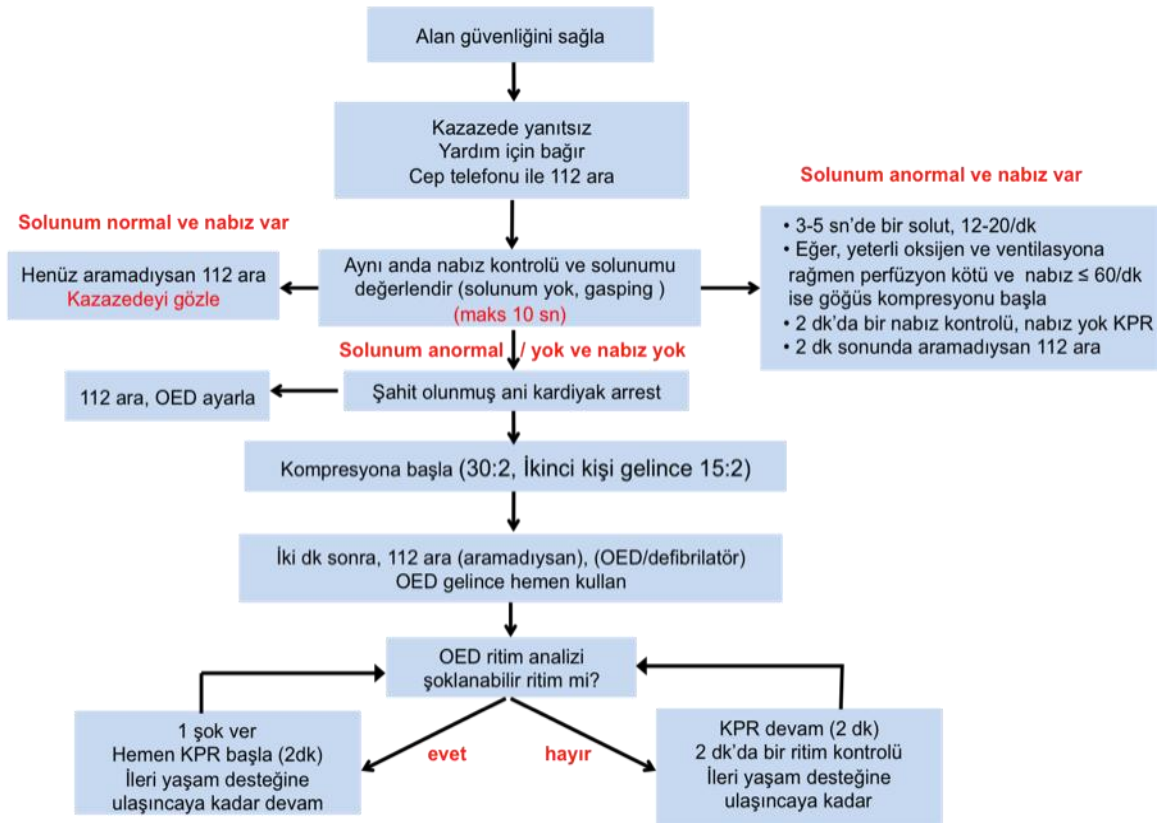 Alan güvenliğini sağla
Kazazede yanıtsız
Yardım için bağır
Cep telefonu ile 112 ara
Solunum normal ve nabız var
Henüz aramadıysan 112 ara
Kazazedeyi gözle
Aynı anda nabız kontrolü ve solunumu
değerlendir (solunum yok, gasping )
(maks 10 sn)
Solunum anormal ve nabız var
• 3-5 sn’de bir solut, 12-20/dk
• Eğer, yeterli oksijen ve ventilasyona
rağmen perfüzyon kötü ve nabız ≤ 60/dk
ise göğüs kompresyonu başla
• 2 dk’da bir nabız kontrolü, nabız yok KPR
• 2 dk sonunda aramadıysan 112 ara
Solunum anormal / yok ve nabız yok
112 ara, OED ayarla
Şahit olunmuş ani kardiyak arrest
Kompresyona başla (30:2, İkinci kişi gelince 15:2)
İki dk sonra, 112 ara (aramadıysan), (OED/defibrilatör)
OED gelince hemen kullan
OED ritim analizi
şoklanabilir ritim mi?
evet
hayır
1 şok ver
Hemen KPR başla (2dk)
İleri yaşam desteğine
ulaşıncaya kadar devam
KPR devam (2 dk)
2 dk’da bir ritim kontrolü
İleri yaşam desteğine
ulaşıncaya kadar